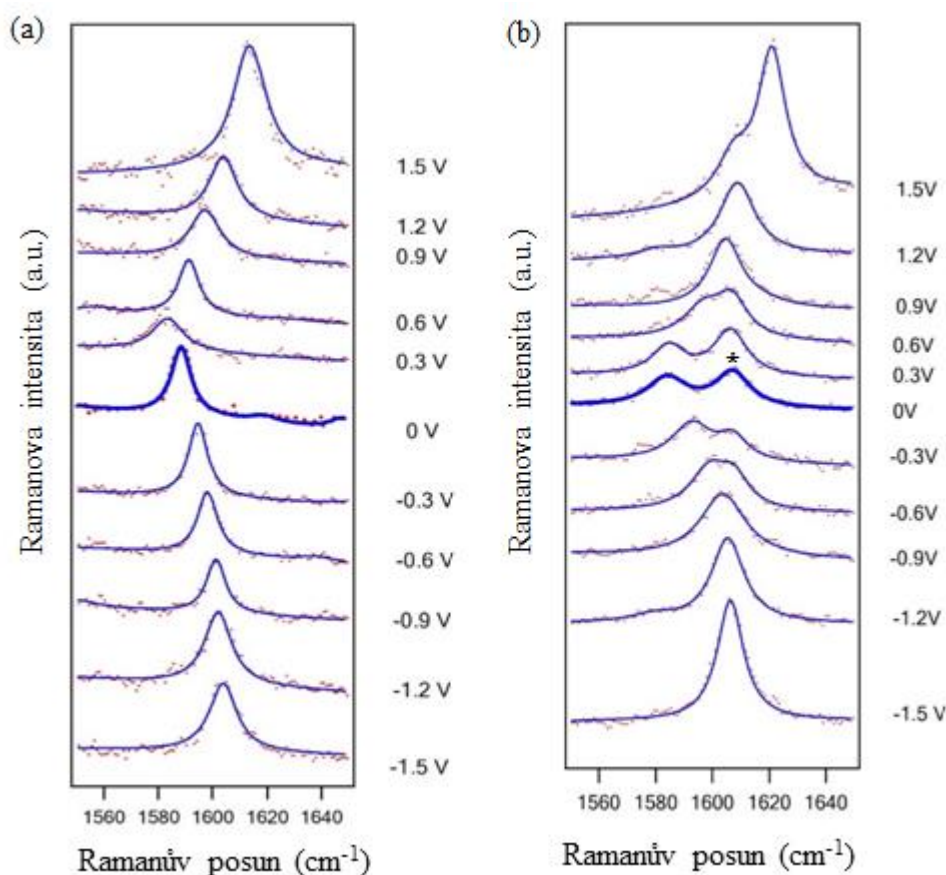 (a)
Ramanova intensita (a.u.)
1.5 V
1.2 V
0.9 V
0.6 V
0.3 V
0 V
-0.3 V
-0.6 V
-0.9 V
-1.2 V
-1.5 V
1560 1580 1600 1620 1640
Ramanův posun (cm-1)
(b)
Ramanova intensita (a.u.)
1.5V
1.2V
0.9V
0.6V
0.3V
*
0V
-0.3V
-0.6V
-0.9V
-1.2V
-1.5 V
1560 1580 1600 1620 1640
Ramanův posun (cm-1)